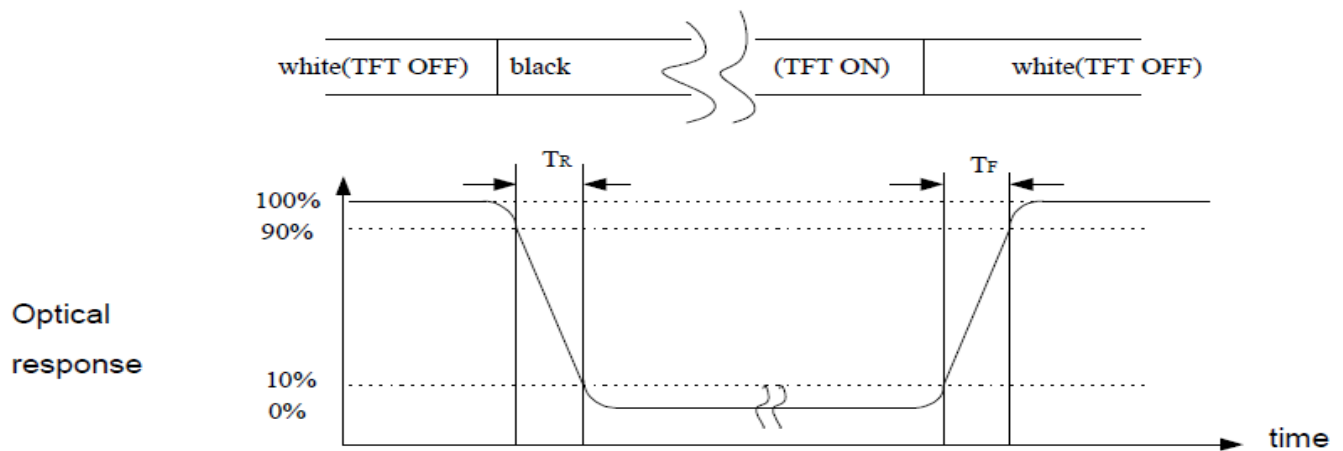 white(TFT OFF) black (TFT ON) white(TFT OFF)
TR TF
100%
90%
Optical
response
10%
0%
time